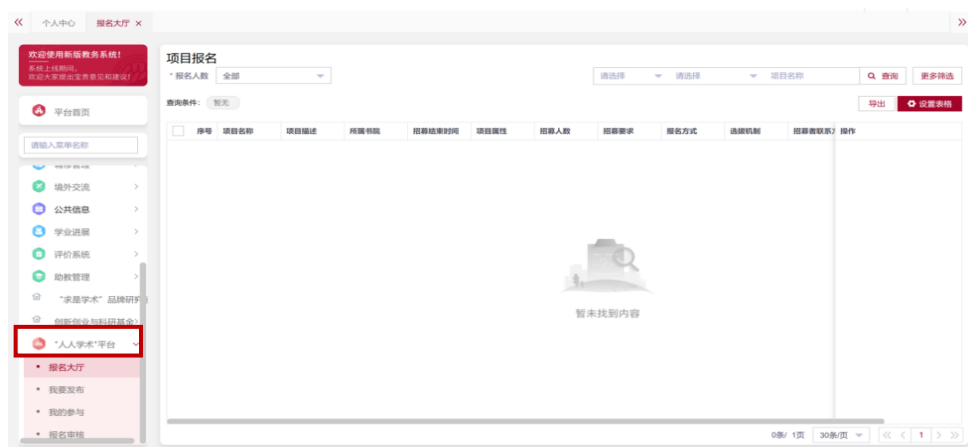 个人中心 报名大厅 ×
欢迎使用新版教务系统!
系统上线期间,
欢迎大家提出宝贵意见和建议!
平台首页
请输入菜单名称
境外交流
公共信息
学业进展
评价系统
助教管理
“求是学术”品牌研究
创新创业与科研基金
“人人学术”平台
• 报名大厅
• 我要发布
• 我的参与
• 报名审核
项目报名
* 报名人数 全部 请选择 请选择 项目名称 查询 更多筛选
查询条件: 暂无 导出 设置表格
序号 项目名称 项目描述 所属书院 招募结束时间 项目属性 招募人数 招募要求 报名方式 选拔机制 招募者联系 操作
暂未找到内容
0条/ 1页 30条/页 1